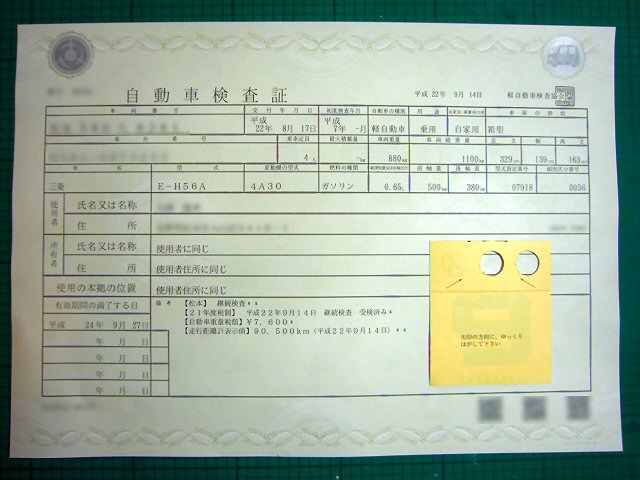 自動車検査証
平成 22年 9月 14日 軽自動車検査協会
車両番号 交付年月日 初度検査年月 自動車の種別 用途 自家用・事業用の別 車体の形状
平成 22年 8月 17日 平成 7年 -月 軽自動車 乗用 自家用 箱型
車台番号 乗車定員 最大積載量 車両重量 車両総重量 長さ 幅 高さ
4人 -kg 880kg 1100kg 329cm 139cm 163cm
車名 型式 原動機の型式 燃料の種類 前軸重 後軸重 型式指定番号 類別区分番号
三菱 E-H56A 4A30 ガソリン 0.65L 500kg 380kg 07918 0036
使用者 氏名又は名称
住所
所有者 氏名又は名称 使用者に同じ
住所 使用者住所に同じ
使用の本拠の位置 使用者住所に同じ
有効期間の満了する日
平成 24年 9月 27日
年 月 日
年 月 日
年 月 日
備考
【松本】 継続検査**
【21年度税額】 平成22年9月14日 継続検査 受検済み*
【自動車重量税額】 ¥7,600*
【走行距離計表示値】 90,500km(平成22年9月14日)**
矢印の方向に、ゆっくり
はがして下さい